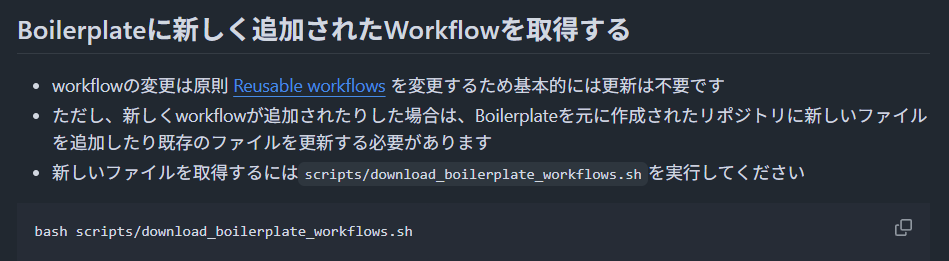 Boilerplateに新しく追加されたWorkflowを取得する
workflowの変更は原則 Reusable workflows を変更するため基本的には更新は不要です
ただし、新しくworkflowが追加されたりした場合は、Boilerplateを元に作成されたリポジトリに新しいファイル
を追加したり既存のファイルを更新する必要があります
新しいファイルを取得するには scripts/download_boilerplate_workflows.sh を実行してください
bash scripts/download_boilerplate_workflows.sh